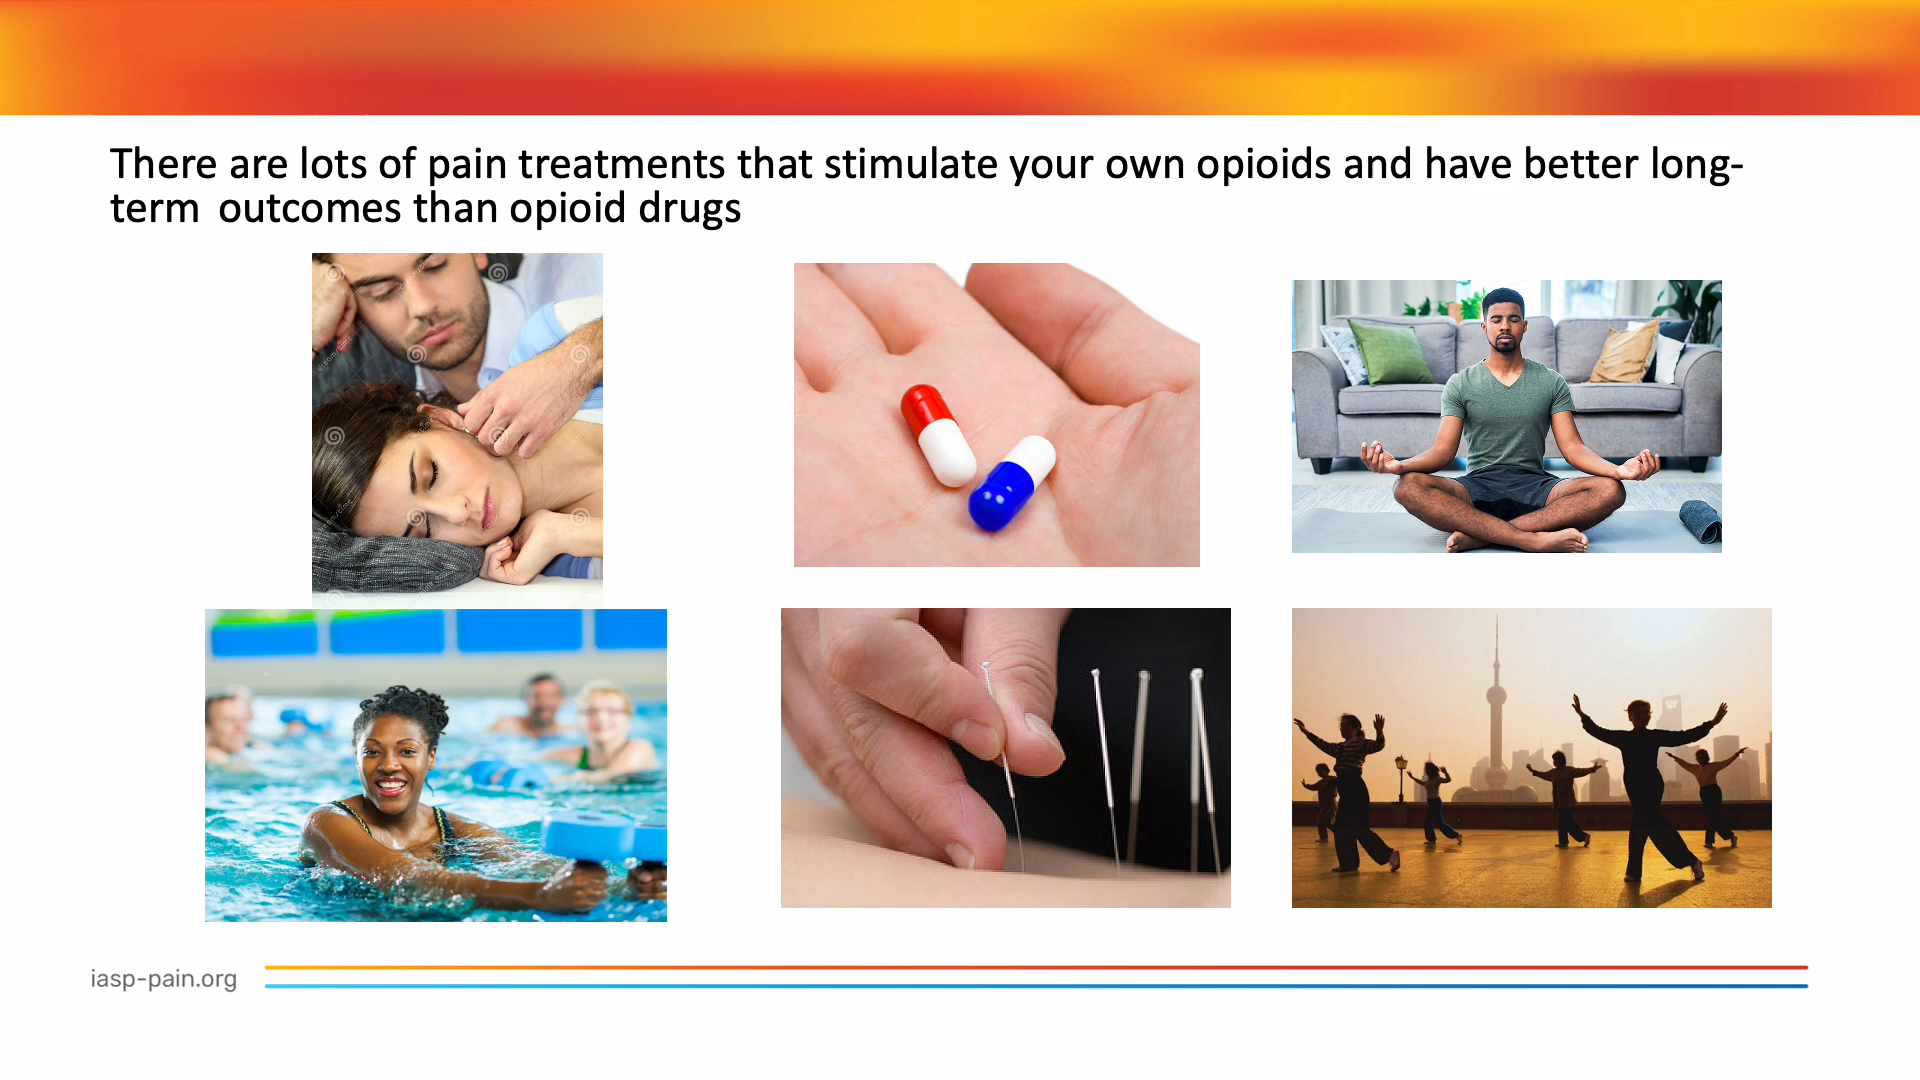 There are lots of pain treatments that stimulate your own opioids and have better long-
term outcomes than opioid drugs
iasp-pain.org